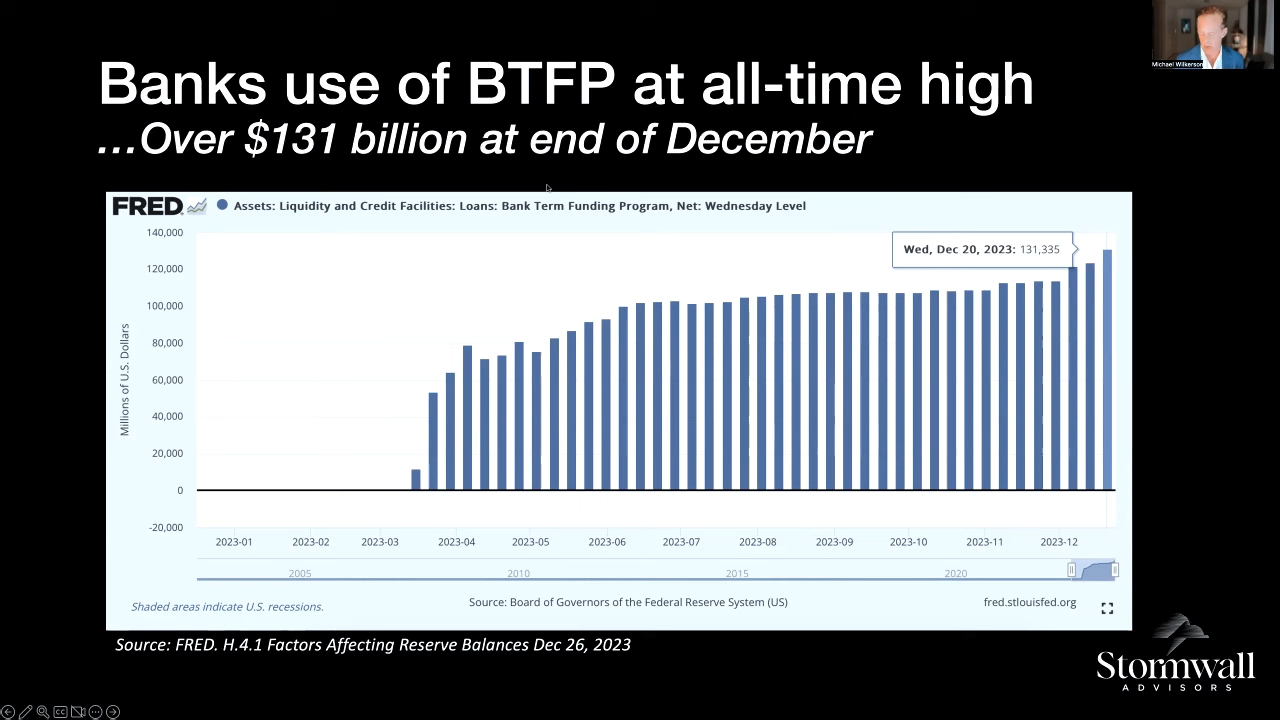 Banks use of BTFP at all-time high
...Over $131 billion at end of December
Michael Wilkerson
FRED
Assets: Liquidity and Credit Facilities: Loans: Bank Term Funding Program, Net: Wednesday Level
140,000
120,000
100,000
80,000
60,000
40,000
20,000
0
-20,000
Millions of U.S. Dollars
Wed, Dec 20, 2023: 131,335
2023-01 2023-02 2023-03 2023-04 2023-05 2023-06 2023-07 2023-08 2023-09 2023-10 2023-11 2023-12
2005 2010 2015 2020
Shaded areas indicate U.S. recessions.
Source: Board of Governors of the Federal Reserve System (US)
fred.stlouisfed.org
Source: FRED. H.4.1 Factors Affecting Reserve Balances Dec 26, 2023
Stormwall
ADVISORS
CC